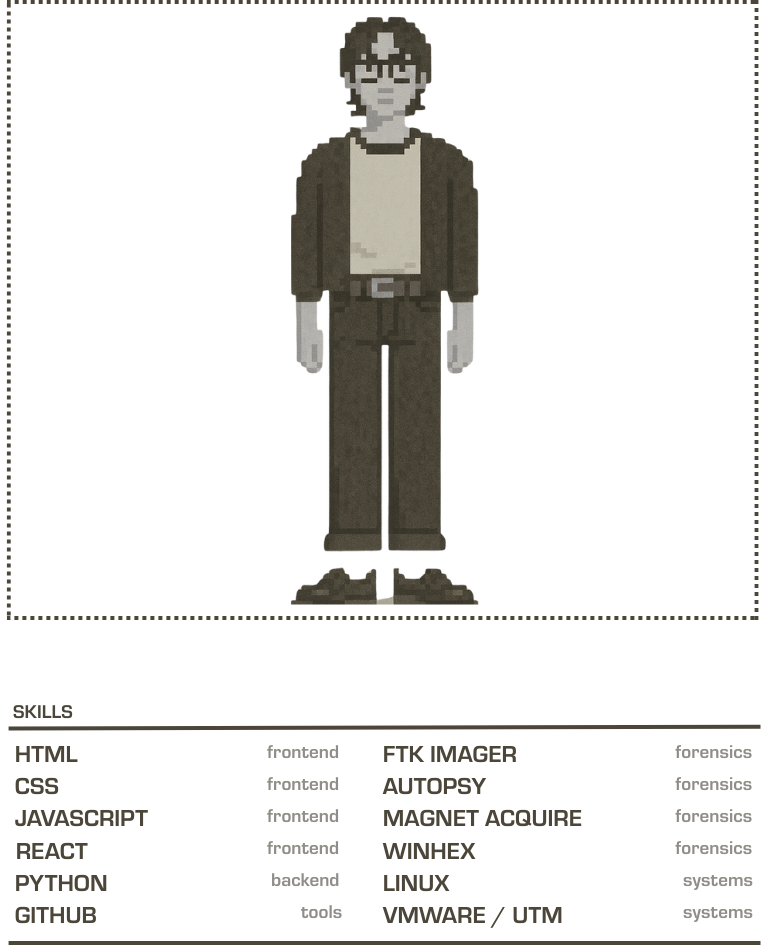 SKILLS
HTML frontend FTK IMAGER forensics
CSS frontend AUTOPSY forensics
JAVASCRIPT frontend MAGNET ACQUIRE forensics
REACT frontend WINHEX forensics
PYTHON backend LINUX systems
GITHUB tools VMWARE / UTM systems